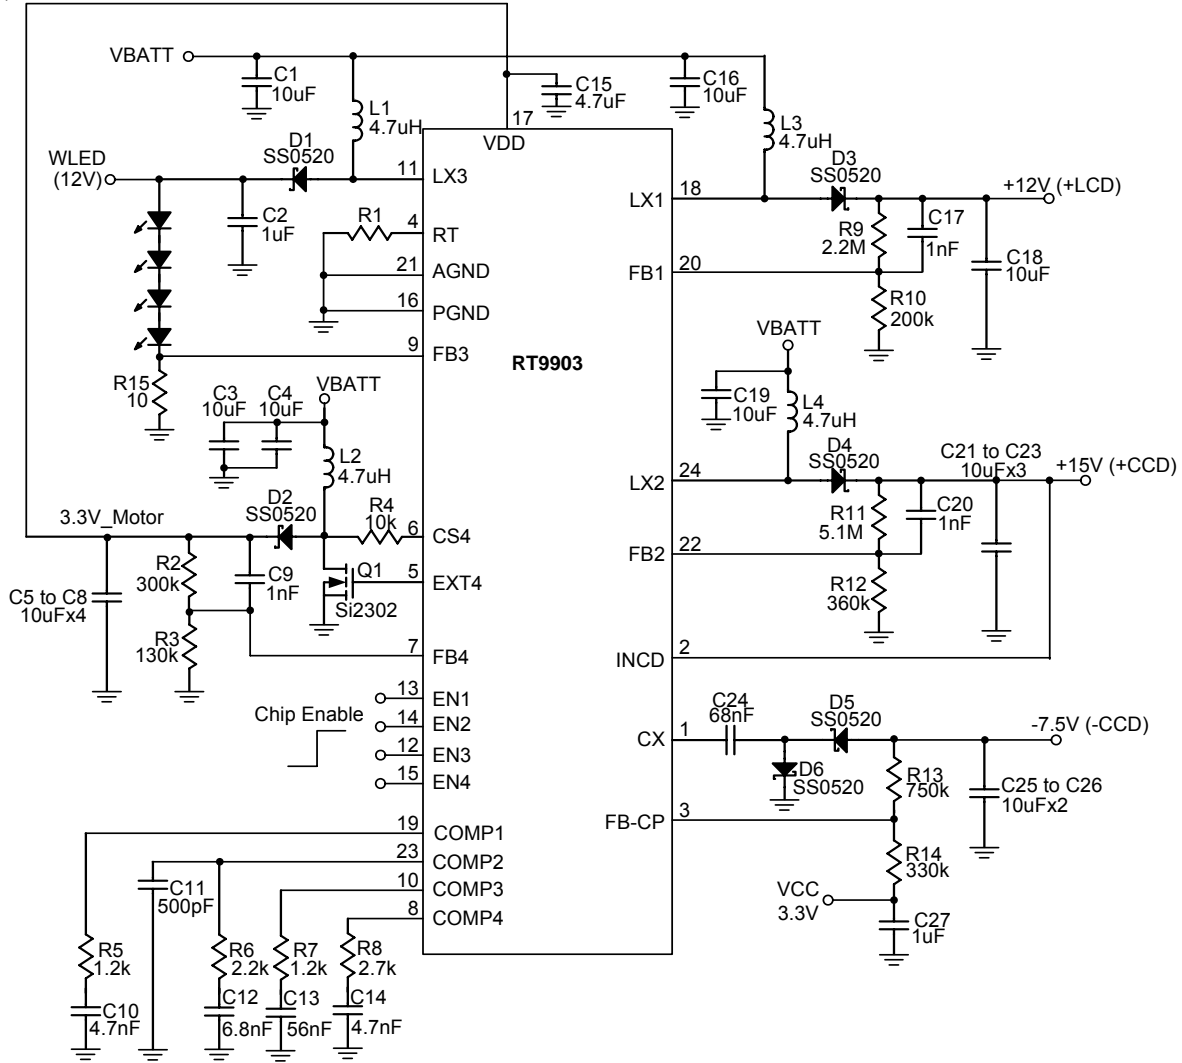 VBATT
C1
10uF
L1
4.7uH
C15
4.7uF
C16
10uF
L3
4.7uH
17
VDD
WLED
(12V)
D1
SS0520
11
LX3
C2
1uF
R1
4
RT
21
AGND
16
PGND
9
FB3
R15
10
RT9903
LX1
18
D3
SS0520
+12V (+LCD)
R9
2.2M
C17
1nF
C18
10uF
FB1
20
R10
200k
VBATT
C19
10uF
L4
4.7uH
C3
10uF
C4
10uF
VBATT
L2
4.7uH
LX2
24
D4
SS0520
C21 to C23
10uFx3
+15V (+CCD)
R11
5.1M
C20
1nF
FB2
22
R12
360k
INCD
2
3.3V_Motor
D2
SS0520
R4
10k
6
CS4
R2
300k
C9
1nF
Q1
Si2302
5
EXT4
C5 to C8
10uFx4
R3
130k
7
FB4
13
EN1
Chip Enable
14
EN2
12
EN3
15
EN4
CX
1
C24
68nF
D5
SS0520
-7.5V (-CCD)
D6
SS0520
R13
750k
C25 to C26
10uFx2
FB-CP
3
R14
330k
VCC
3.3V
C27
1uF
19
COMP1
23
COMP2
10
COMP3
8
COMP4
C11
500pF
R5
1.2k
R6
2.2k
R7
1.2k
R8
2.7k
C10
4.7nF
C12
6.8nF
C13
56nF
C14
4.7nF